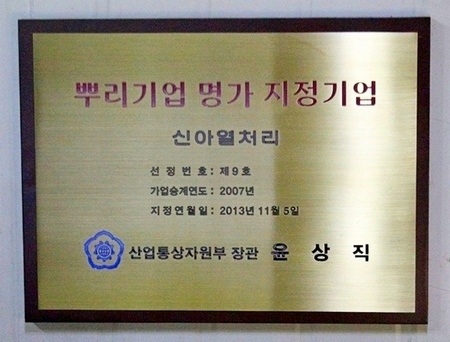 뿌리기업 명가 지정기업
신아열처리
선 정 번 호 : 제 9 호
가업승계연도 : 2007년
지정연월일 : 2013년 11월 5일
산업통상자원부 장관 윤 상 직